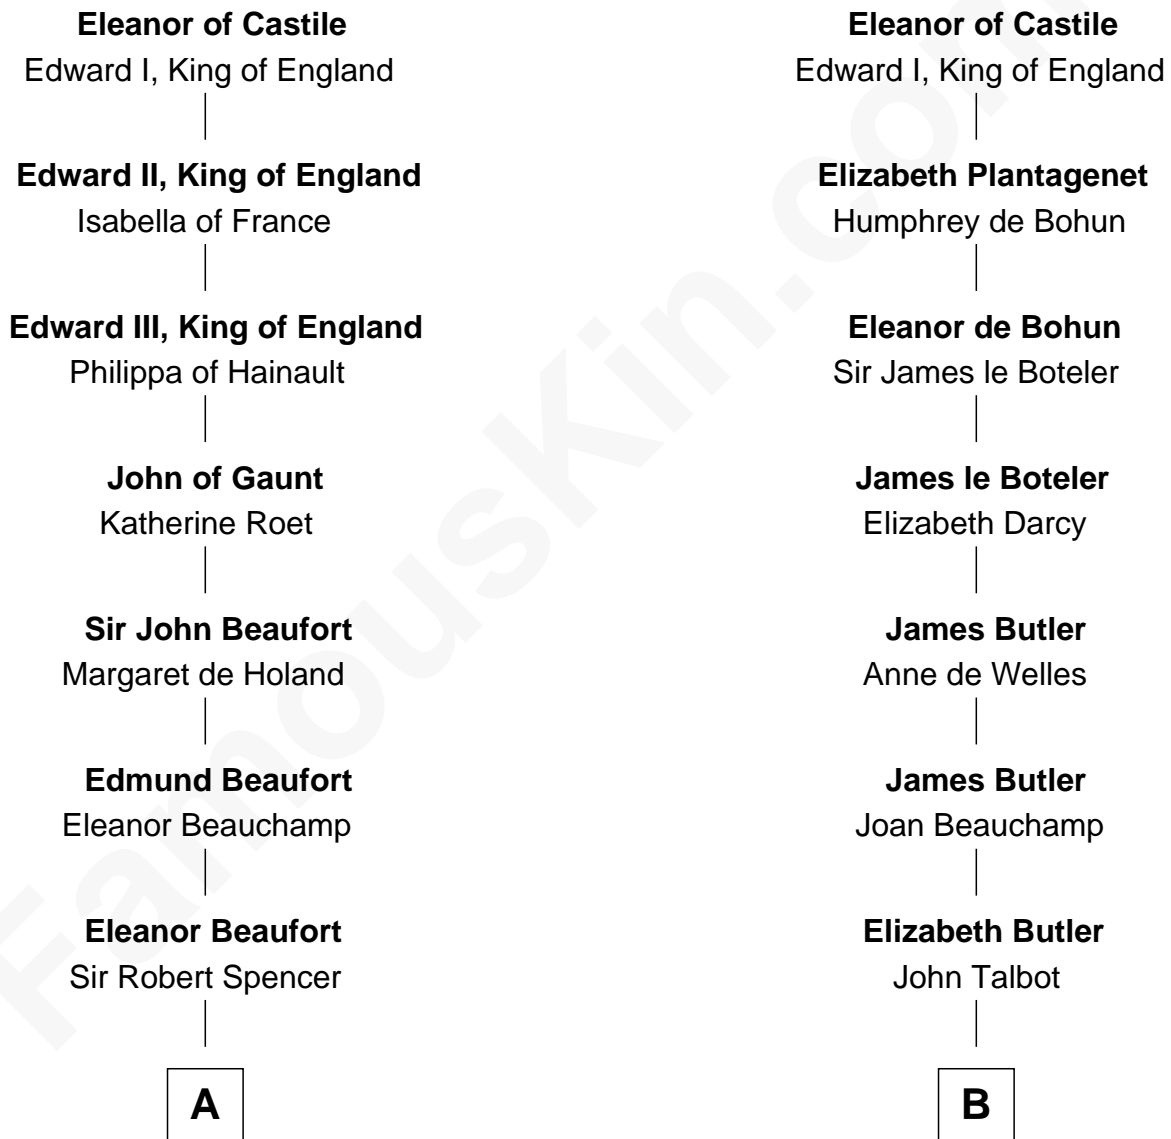 Eleanor of Castile
Edward I, King of England
Edward II, King of England
Isabella of France
Edward III, King of England
Philippa of Hainault
John of Gaunt
Katherine Roet
Sir John Beaufort
Margaret de Holand
Edmund Beaufort
Eleanor Beauchamp
Eleanor Beaufort
Sir Robert Spencer
A
Eleanor of Castile
Edward I, King of England
Elizabeth Plantagenet
Humphrey de Bohun
Eleanor de Bohun
Sir James le Boteler
James le Boteler
Elizabeth Darcy
James Butler
Anne de Welles
James Butler
Joan Beauchamp
Elizabeth Butler
John Talbot
B
FamousKin.com